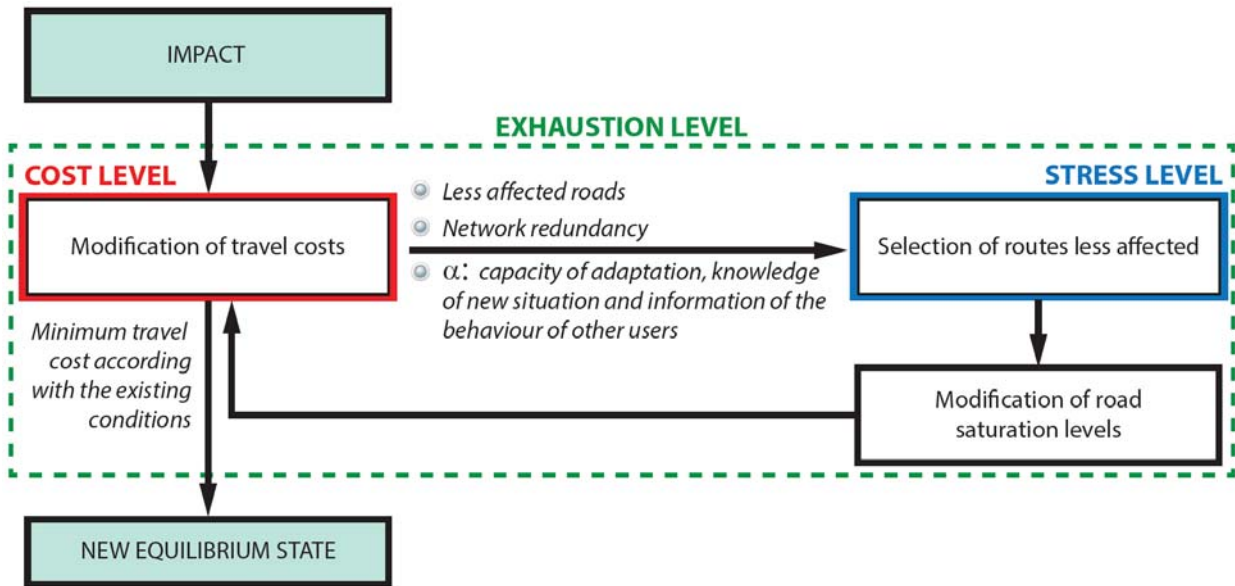 IMPACT
EXHAUSTION LEVEL
COST LEVEL
STRESS LEVEL
Modification of travel costs
Less affected roads
Network redundancy
α: capacity of adaptation, knowledge
of new situation and information of the
behaviour of other users
Selection of routes less affected
Minimum travel
cost according
with the existing
conditions
Modification of road
saturation levels
NEW EQUILIBRIUM STATE